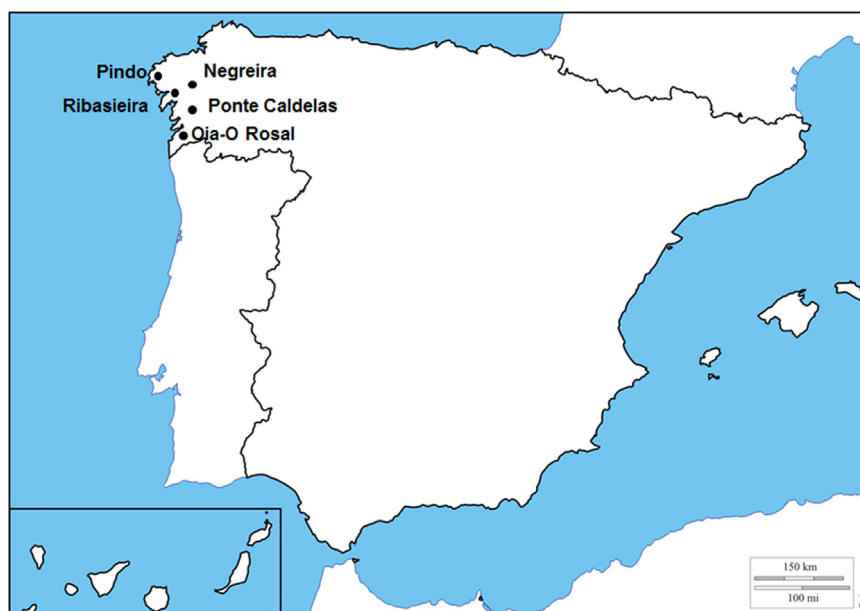 Pindo
Negreira
Ribasieira
Ponte Caldelas
Oia-O Rosal
150 km
100 mi